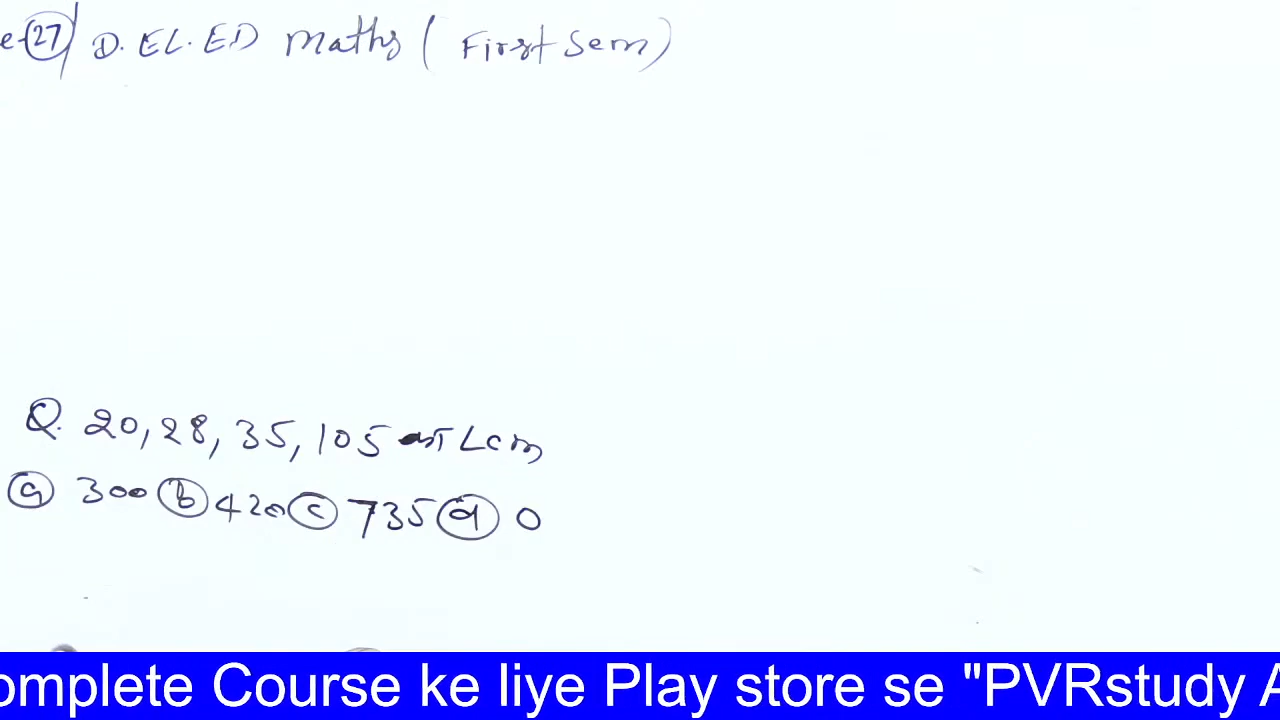 e-(27) D.EL.ED Maths ( First Sem)
Q. 20, 28, 35, 105 का Lcm
(a) 300 (b) 420 (c) 735 (d) 0
omplete Course ke liye Play store se "PVRstudy A